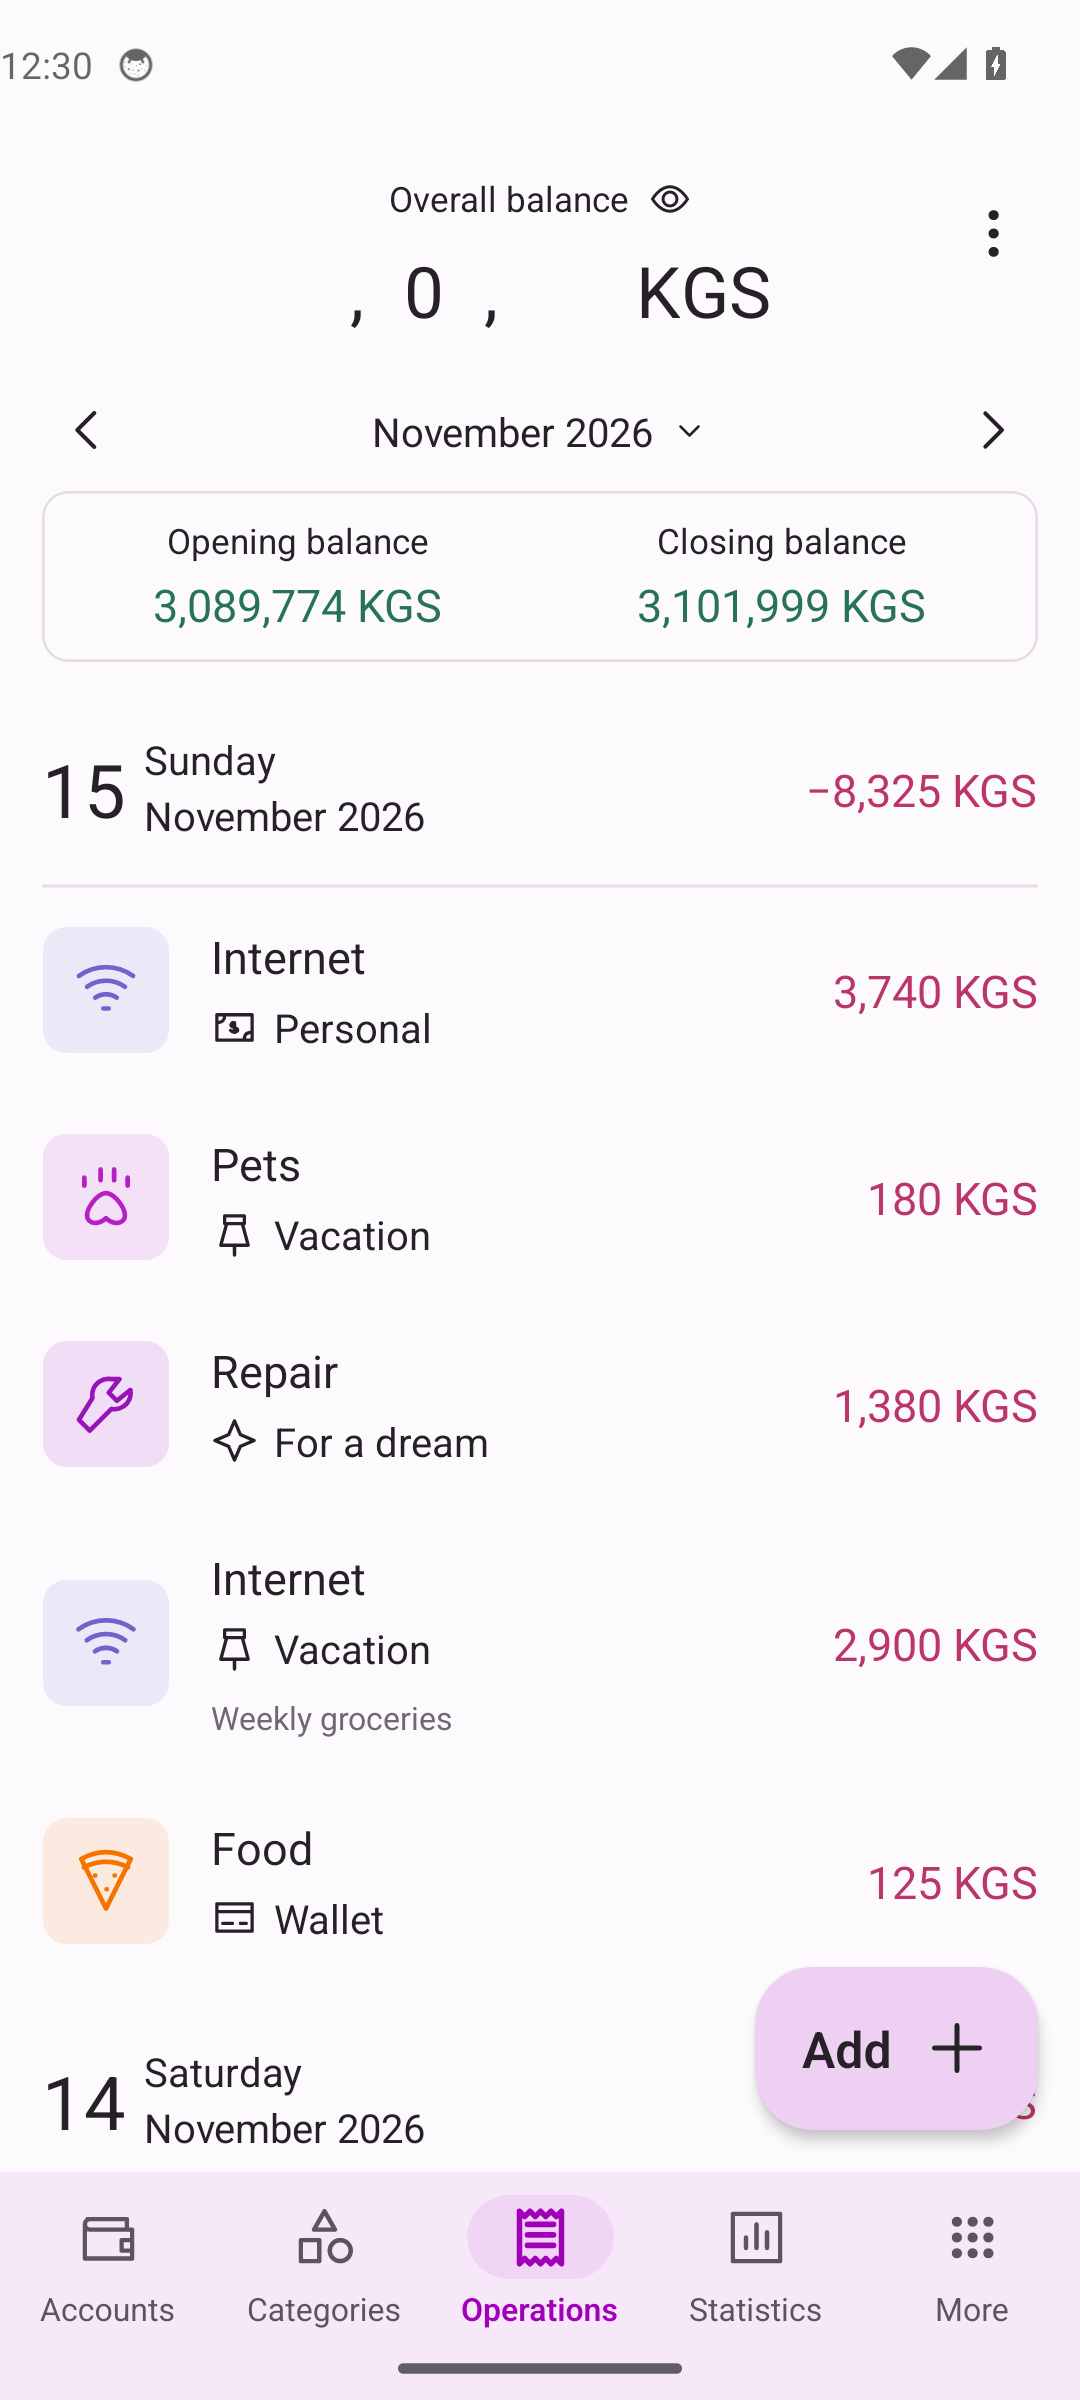 12:30
Overall balance
, 0 , KGS
November 2026
Opening balance
Closing balance
3,089,774 KGS
3,101,999 KGS
15
Sunday
November 2026
−8,325 KGS
Internet
Personal
3,740 KGS
Pets
Vacation
180 KGS
Repair
For a dream
1,380 KGS
Internet
Vacation
Weekly groceries
2,900 KGS
Food
Wallet
125 KGS
Add
14
Saturday
November 2026
Accounts
Categories
Operations
Statistics
More